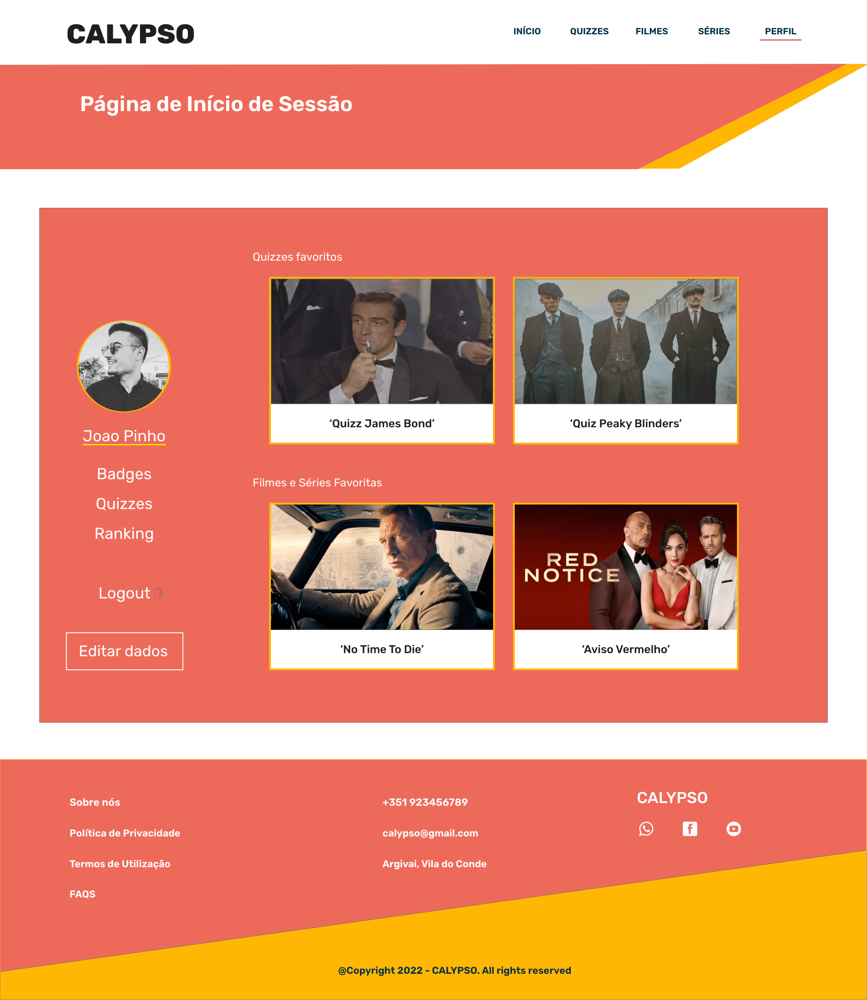 CALYPSO
INÍCIO
QUIZZES
FILMES
SÉRIES
PERFIL
Página de Início de Sessão
Joao Pinho
Badges
Quizzes
Ranking
Logout
Editar dados
Quizzes favoritos
‘Quizz James Bond’
‘Quiz Peaky Blinders’
Filmes e Séries Favoritas
RED
NOTICE
‘No Time To Die’
‘Aviso Vermelho’
Sobre nós
Política de Privacidade
Termos de Utilização
FAQS
+351 923456789
calypso@gmail.com
Argivai, Vila do Conde
CALYPSO
@Copyright 2022 - CALYPSO. All rights reserved